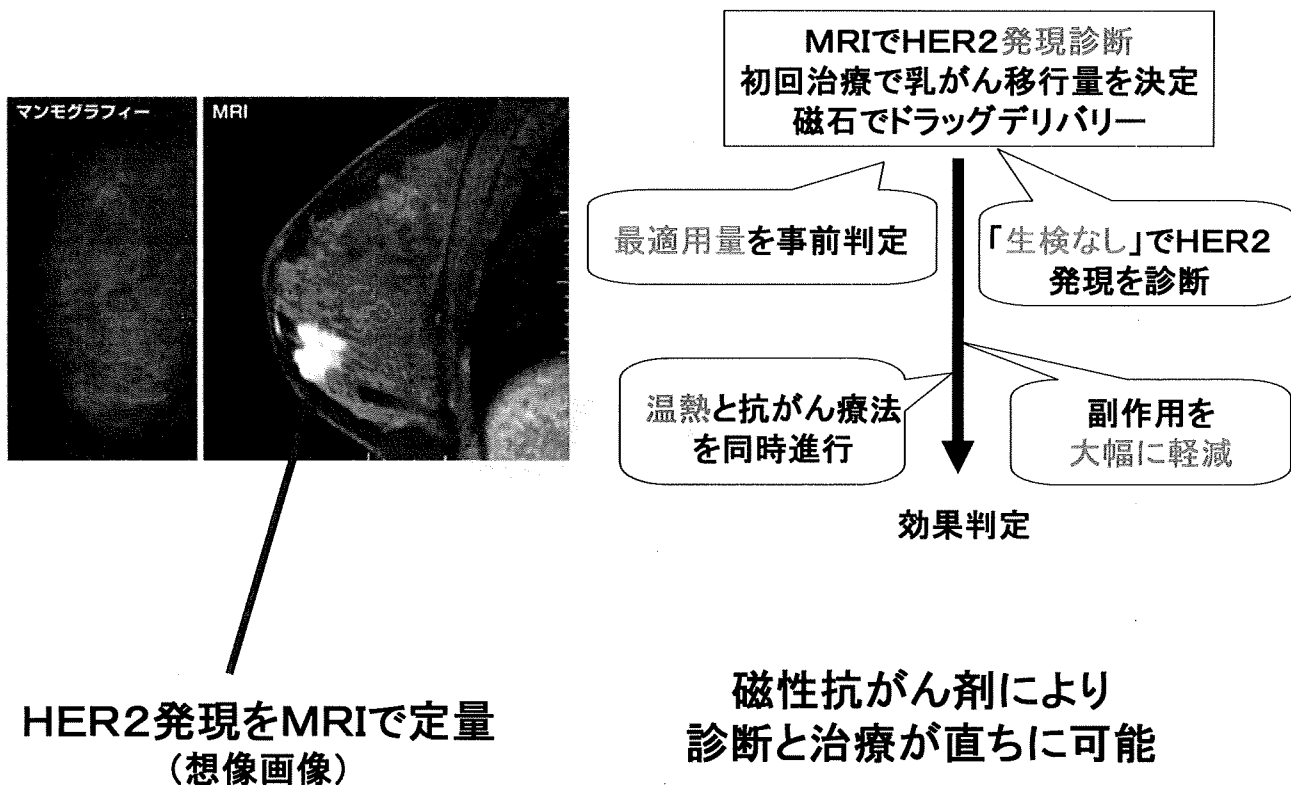 マンモグラフィー
MRI
HER2発現をMRIで定量
(想像画像)
MRIでHER2発現診断
初回治療で乳がん移行量を決定
磁石でドラッグデリバリー
最適用量を事前判定
「生検なし」でHER2
発現を診断
温熱と抗がん療法
を同時進行
副作用を
大幅に軽減
効果判定
磁性抗がん剤により
診断と治療が直ちに可能